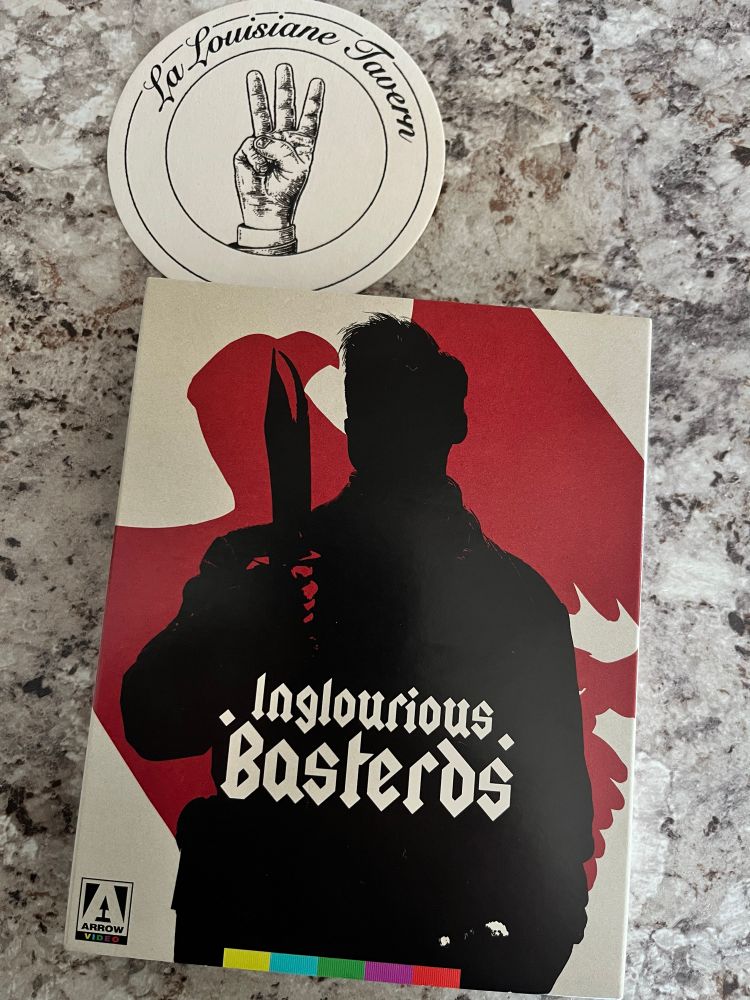 La Louisiane Tavern
Inglourious
Basterds
A
ARROW
VIDEO